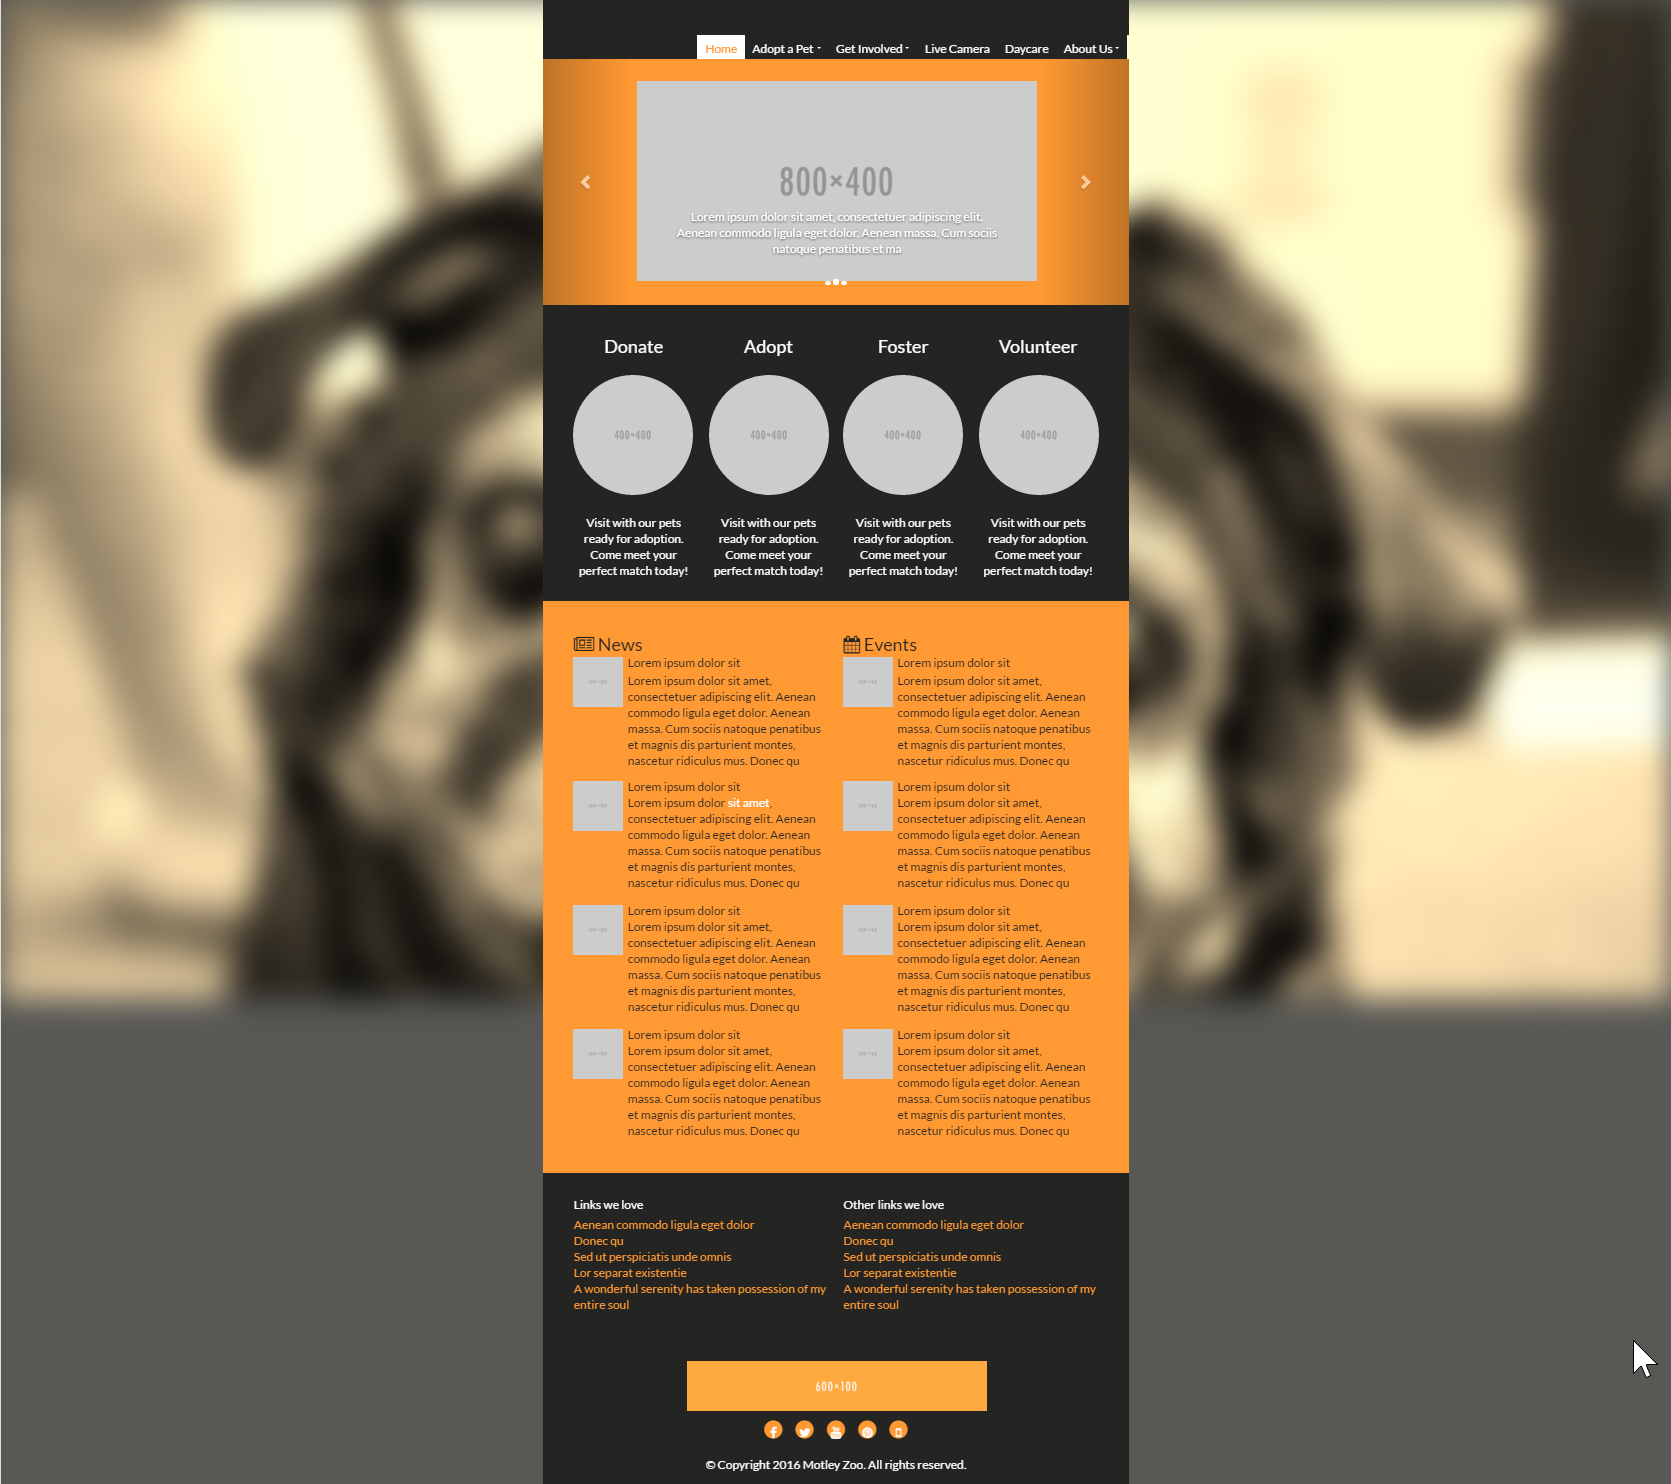 Home Adopt a Pet Get Involved Live Camera Daycare About Us
800×400
Lorem ipsum dolor sit amet, consectetuer adipiscing elit.
Aenean commodo ligula eget dolor. Aenean massa. Cum sociis
natoque penatibus et ma
Donate Adopt Foster Volunteer
400×400 400×400 400×400 400×400
Visit with our pets
ready for adoption.
Come meet your
perfect match today!
Visit with our pets
ready for adoption.
Come meet your
perfect match today!
Visit with our pets
ready for adoption.
Come meet your
perfect match today!
Visit with our pets
ready for adoption.
Come meet your
perfect match today!
News
Lorem ipsum dolor sit
Lorem ipsum dolor sit amet,
consectetuer adipiscing elit. Aenean
commodo ligula eget dolor. Aenean
massa. Cum sociis natoque penatibus
et magnis dis parturient montes,
nascetur ridiculus mus. Donec qu
Lorem ipsum dolor sit
Lorem ipsum dolor sit amet,
consectetuer adipiscing elit. Aenean
commodo ligula eget dolor. Aenean
massa. Cum sociis natoque penatibus
et magnis dis parturient montes,
nascetur ridiculus mus. Donec qu
Lorem ipsum dolor sit
Lorem ipsum dolor sit amet,
consectetuer adipiscing elit. Aenean
commodo ligula eget dolor. Aenean
massa. Cum sociis natoque penatibus
et magnis dis parturient montes,
nascetur ridiculus mus. Donec qu
Lorem ipsum dolor sit
Lorem ipsum dolor sit amet,
consectetuer adipiscing elit. Aenean
commodo ligula eget dolor. Aenean
massa. Cum sociis natoque penatibus
et magnis dis parturient montes,
nascetur ridiculus mus. Donec qu
Events
Lorem ipsum dolor sit
Lorem ipsum dolor sit amet,
consectetuer adipiscing elit. Aenean
commodo ligula eget dolor. Aenean
massa. Cum sociis natoque penatibus
et magnis dis parturient montes,
nascetur ridiculus mus. Donec qu
Lorem ipsum dolor sit
Lorem ipsum dolor sit amet,
consectetuer adipiscing elit. Aenean
commodo ligula eget dolor. Aenean
massa. Cum sociis natoque penatibus
et magnis dis parturient montes,
nascetur ridiculus mus. Donec qu
Lorem ipsum dolor sit
Lorem ipsum dolor sit amet,
consectetuer adipiscing elit. Aenean
commodo ligula eget dolor. Aenean
massa. Cum sociis natoque penatibus
et magnis dis parturient montes,
nascetur ridiculus mus. Donec qu
Lorem ipsum dolor sit
Lorem ipsum dolor sit amet,
consectetuer adipiscing elit. Aenean
commodo ligula eget dolor. Aenean
massa. Cum sociis natoque penatibus
et magnis dis parturient montes,
nascetur ridiculus mus. Donec qu
Links we love
Aenean commodo ligula eget dolor
Donec qu
Sed ut perspiciatis unde omnis
Lor separat existentie
A wonderful serenity has taken possession of my
entire soul
Other links we love
Aenean commodo ligula eget dolor
Donec qu
Sed ut perspiciatis unde omnis
Lor separat existentie
A wonderful serenity has taken possession of my
entire soul
600×100
© Copyright 2016 Motley Zoo. All rights reserved.